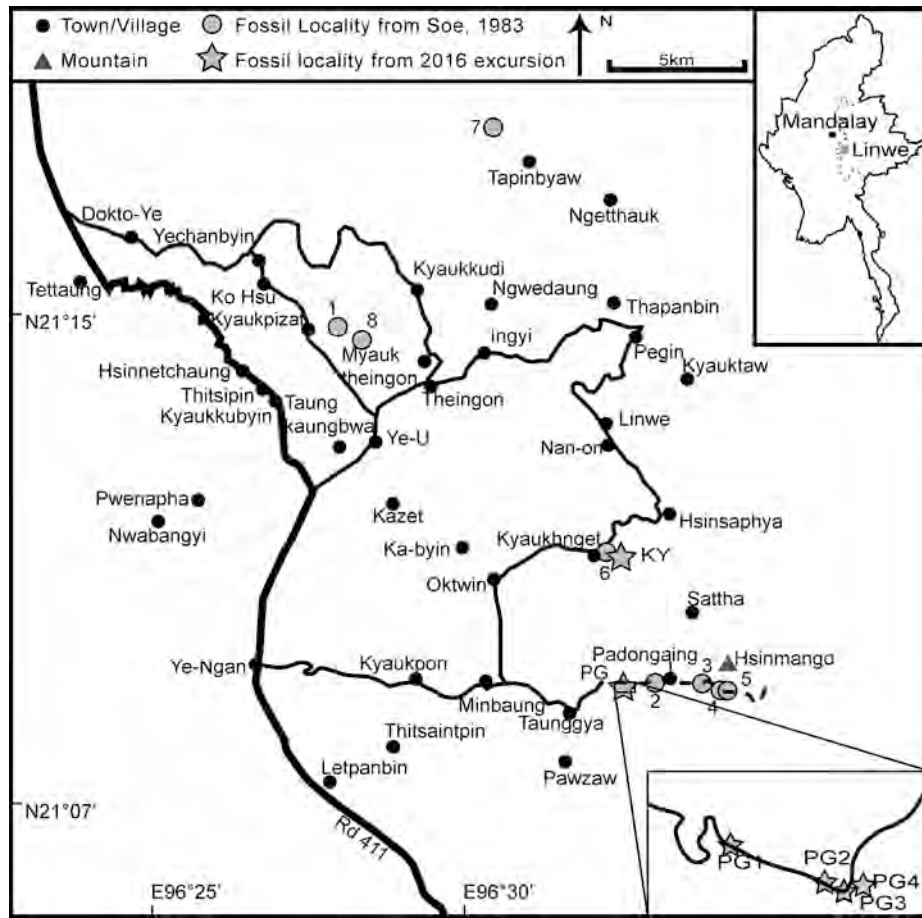 Town/Village
Fossil Locality from Soe, 1983
N
Mountain
Fossil locality from 2016 excursion
5km
Mandalay
Linwe
7
Tapinbyaw
Ngetthauk
Dokto-Ye
Yechanbyin
Kyaukkudi
Tettaung
Ko Hsu
Ngwedaung
Thapanbin
N21°15'
Kyaukpizat
1
8
Ingyi
Pegin
Myauk
theingon
Kyauktaw
Hsinnetchaung
Thitsipin
Theingon
Kyaukkubyin
Taung
kaungbwa
Linwe
Ye-U
Nan-on
Pwenapha
Kazet
Hsinsaphya
Nwabangyi
Ka-byin
Kyaukhnget
6
KY
Oktwin
Sattha
Ye-Ngan
Kyaukpon
Padongaing
3
Hsinmanga
PG
5
Minbaung
2
4
Taunggya
Thitsaintpin
Letpanbin
Pawzaw
N21°07'
Rd 411
PG1
PG2
PG4
PG3
E96°25'
E96°30'